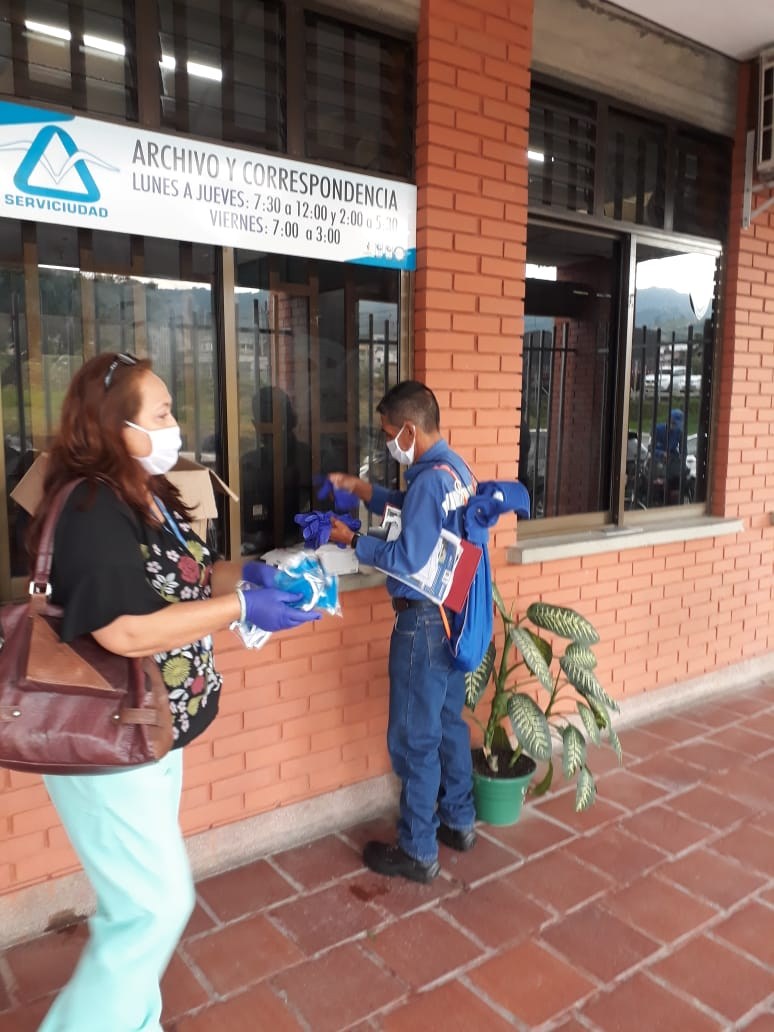 ARCHIVO Y CORRESPONDENCIA
LUNES A JUEVES: 7:30 a 12:00 y 2:00 a 5:30
VIERNES: 7:00 a 3:00
SERVICIUDAD